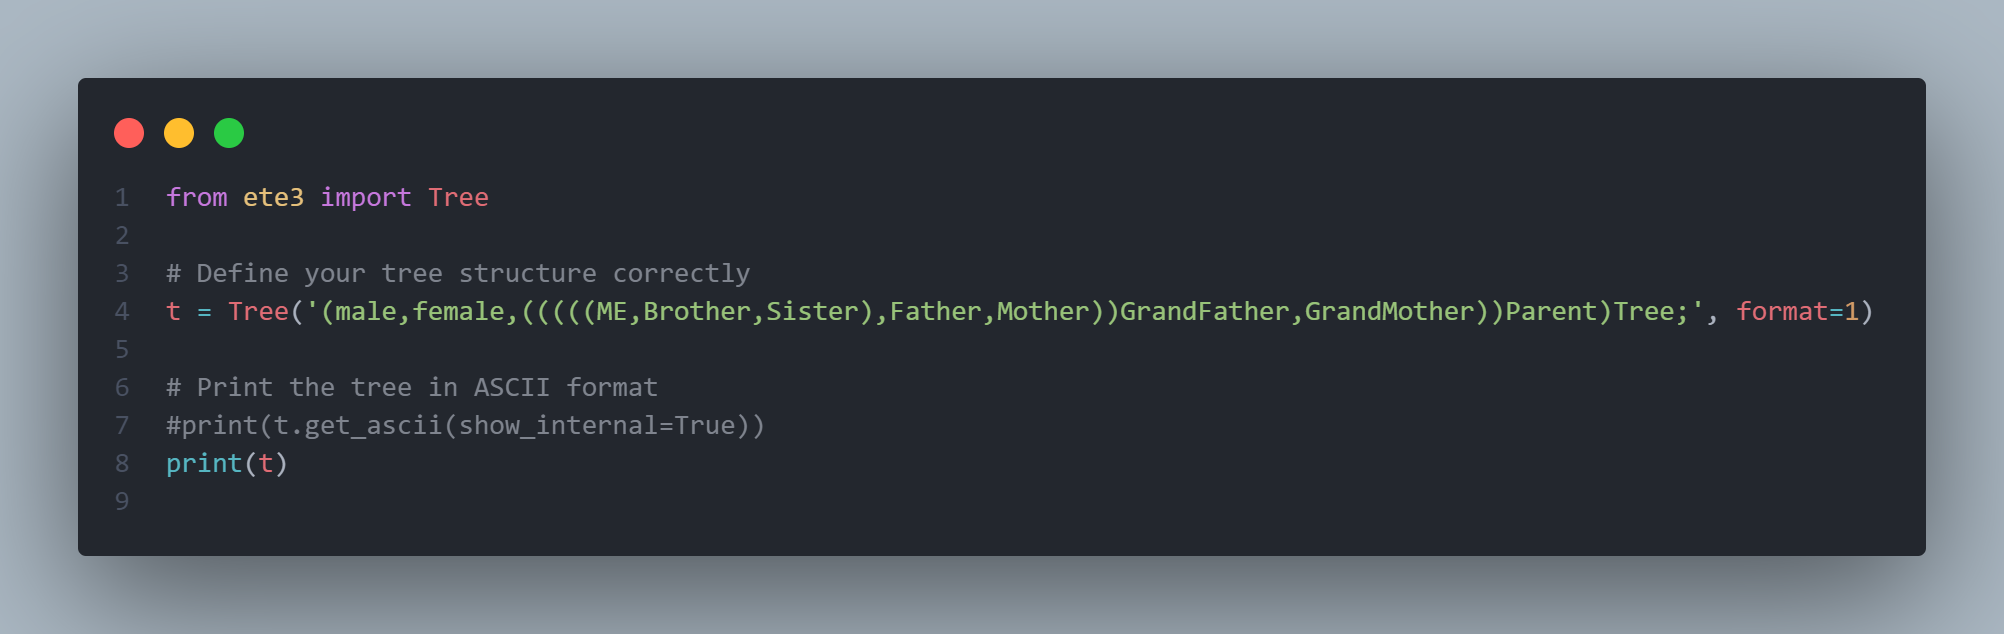 1 from ete3 import Tree
2
3 # Define your tree structure correctly
4 t = Tree('(male,female,(((((ME,Brother,Sister),Father,Mother))GrandFather,GrandMother))Parent)Tree;', format=1)
5
6 # Print the tree in ASCII format
7 #print(t.get_ascii(show_internal=True))
8 print(t)
9